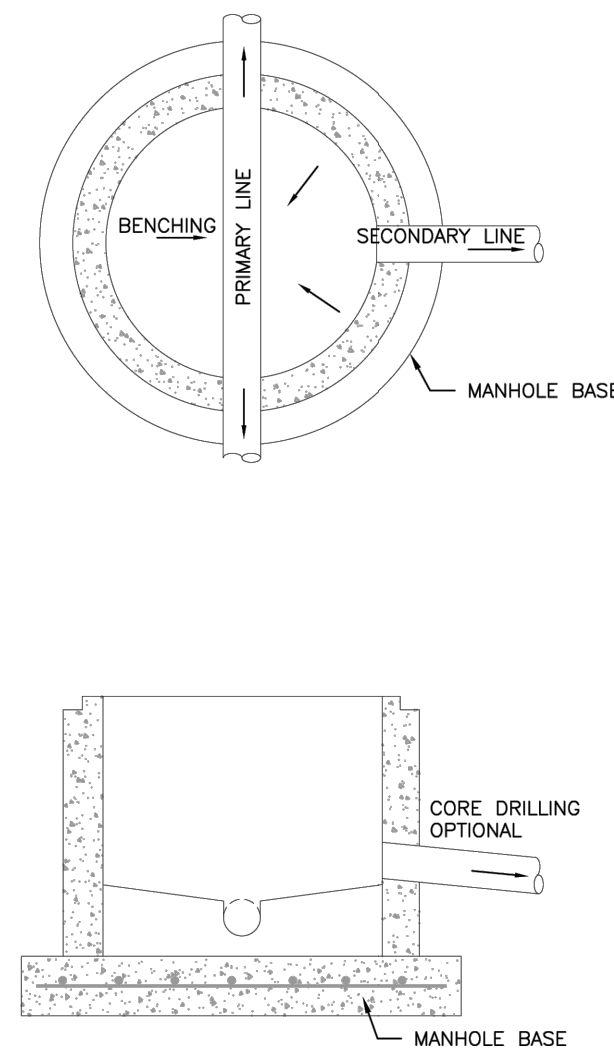 BENCHING
PRIMARY LINE
SECONDARY LINE
MANHOLE BASE
CORE DRILLING
OPTIONAL
MANHOLE BASE